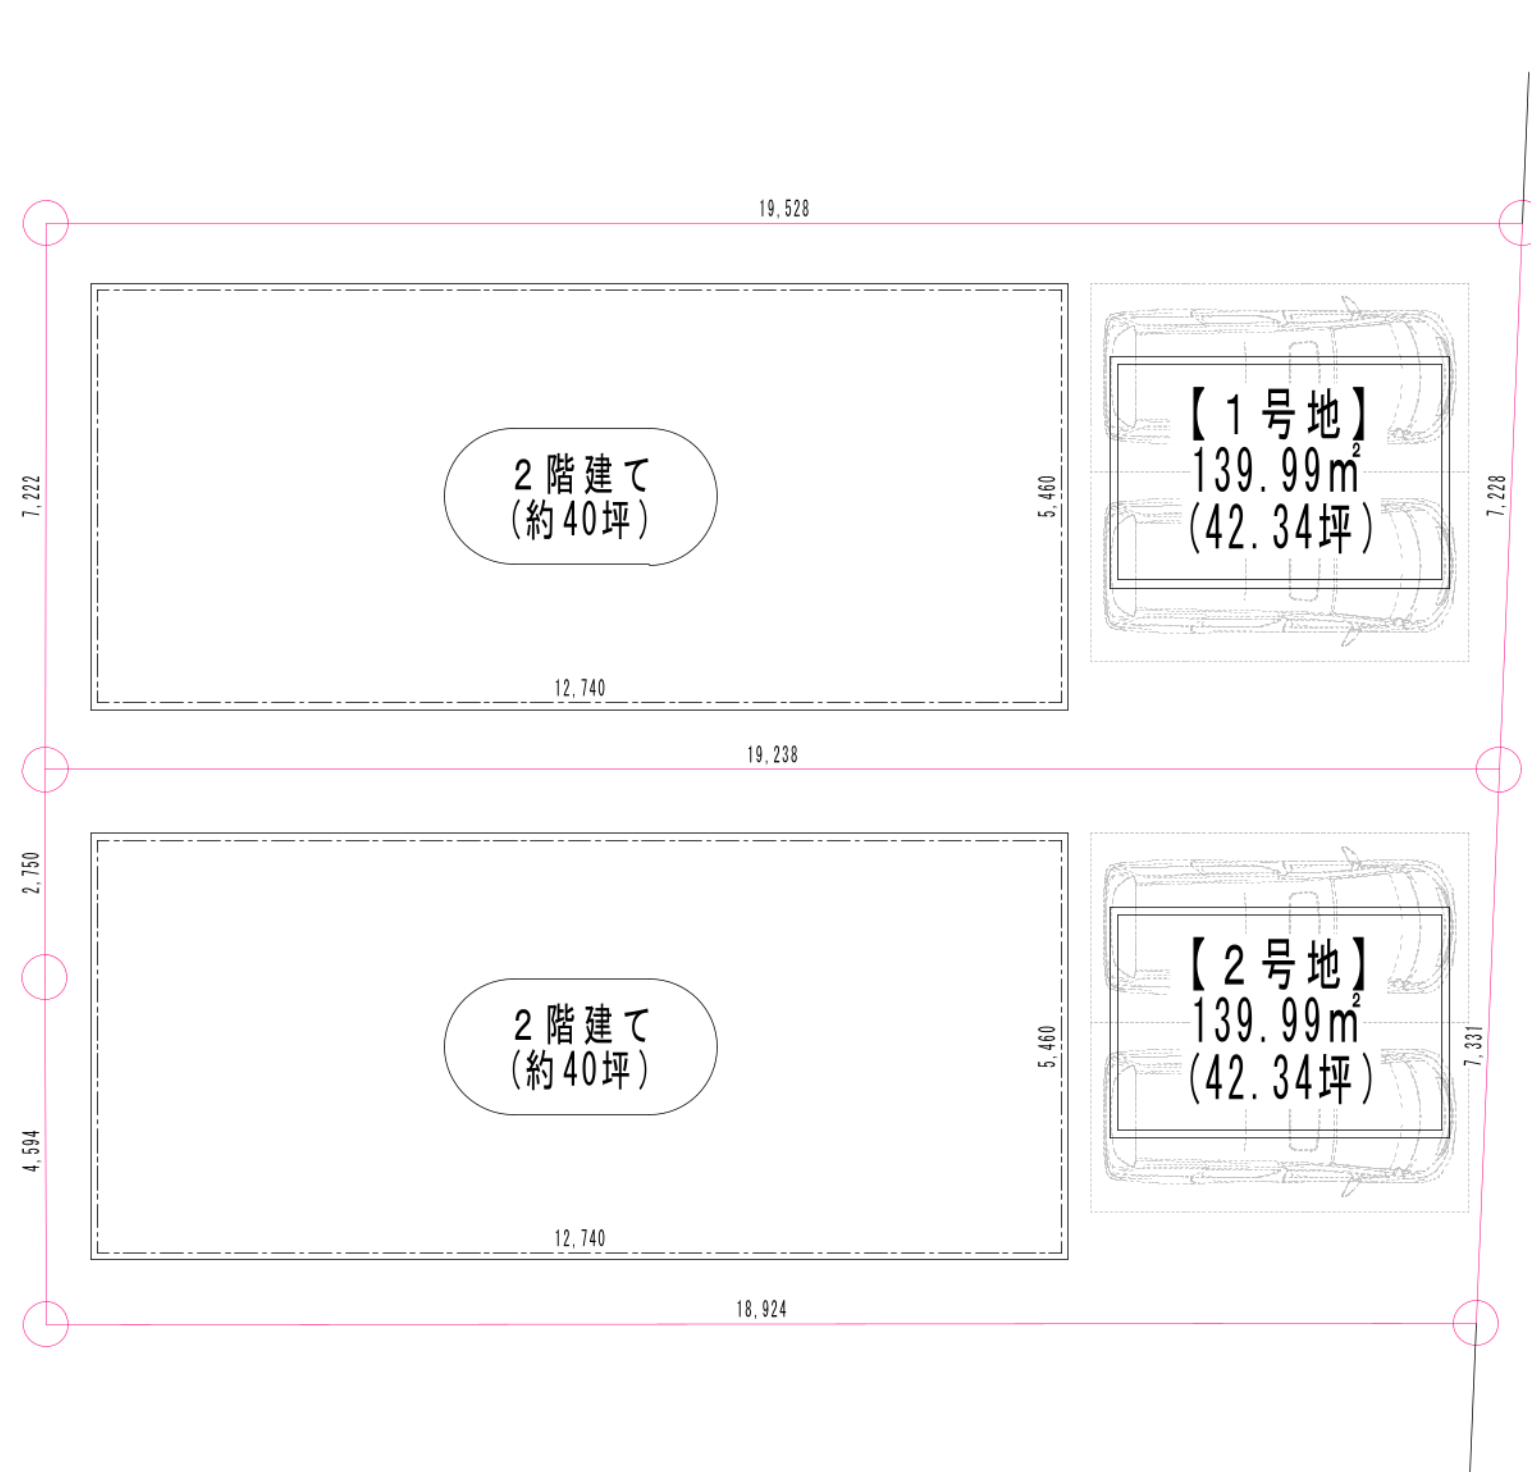 19,528
2階建て
(約40坪)
5,460
12,740
【1号地】
139.99㎡
(42.34坪)
7,222
7,228
19,238
2,750
2階建て
(約40坪)
5,460
12,740
【2号地】
139.99㎡
(42.34坪)
7,331
4,594
18,924